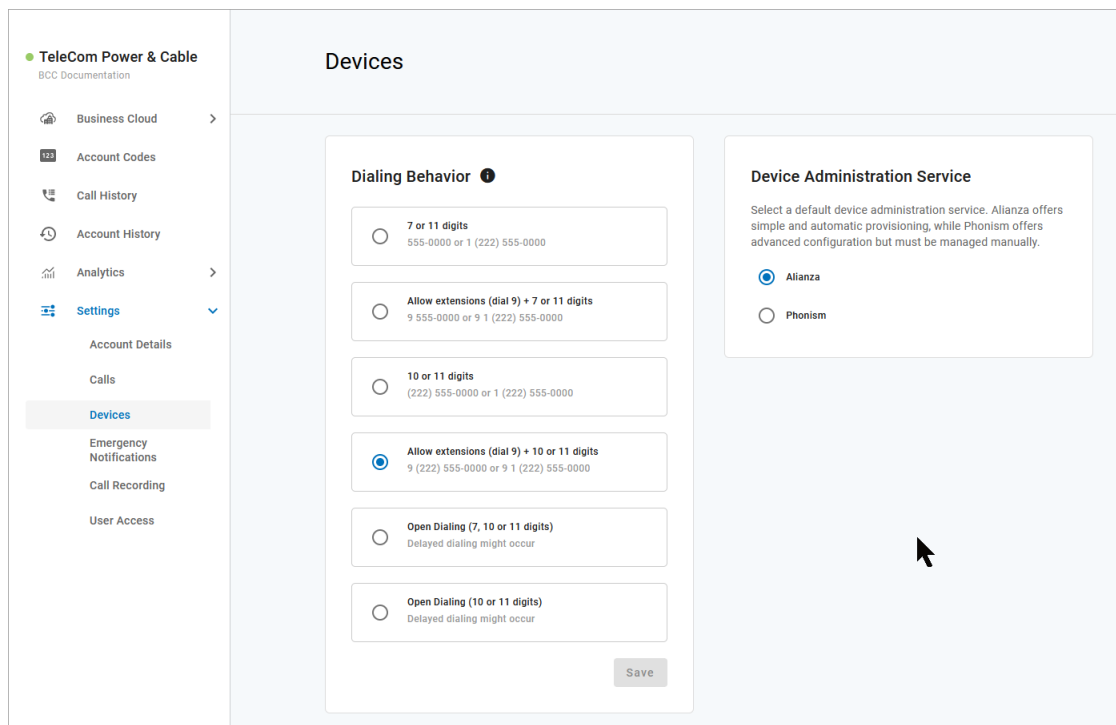 TeleCom Power & Cable
BCC Documentation
Business Cloud
123
Account Codes
Call History
Account History
Analytics
Settings
Account Details
Calls
Devices
Emergency
Notifications
Call Recording
User Access
Devices
Dialing Behavior
7 or 11 digits
555-0000 or 1 (222) 555-0000
Allow extensions (dial 9) + 7 or 11 digits
9 555-0000 or 9 1 (222) 555-0000
10 or 11 digits
(222) 555-0000 or 1 (222) 555-0000
Allow extensions (dial 9) + 10 or 11 digits
9 (222) 555-0000 or 9 1 (222) 555-0000
Open Dialing (7, 10 or 11 digits)
Delayed dialing might occur
Open Dialing (10 or 11 digits)
Delayed dialing might occur
Save
Device Administration Service
Select a default device administration service. Alianza offers
simple and automatic provisioning, while Phonism offers
advanced configuration but must be managed manually.
Alianza
Phonism